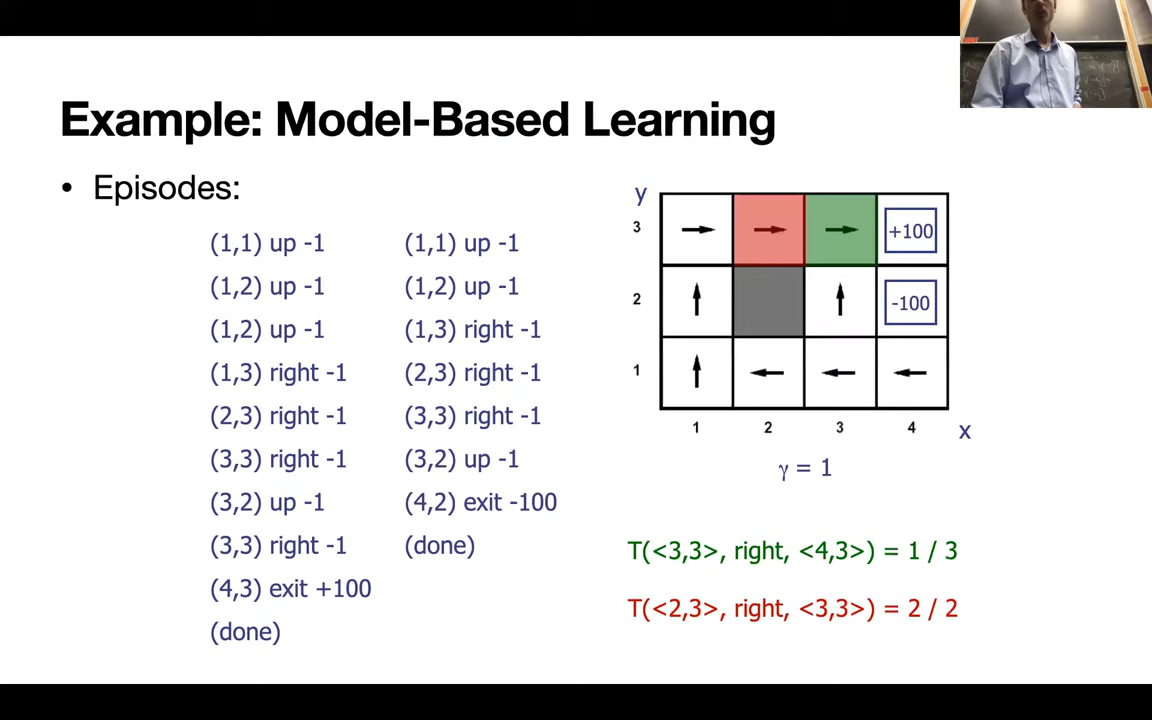 Example: Model-Based Learning
• Episodes:
(1,1) up -1
(1,2) up -1
(1,2) up -1
(1,3) right -1
(2,3) right -1
(3,3) right -1
(3,2) up -1
(3,3) right -1
(4,3) exit +100
(done)
(1,1) up -1
(1,2) up -1
(1,3) right -1
(2,3) right -1
(3,3) right -1
(3,2) up -1
(4,2) exit -100
(done)
y
3
+100
2
-100
1
1 2 3 4
x
γ = 1
T(<3,3>, right, <4,3>) = 1 / 3
T(<2,3>, right, <3,3>) = 2 / 2